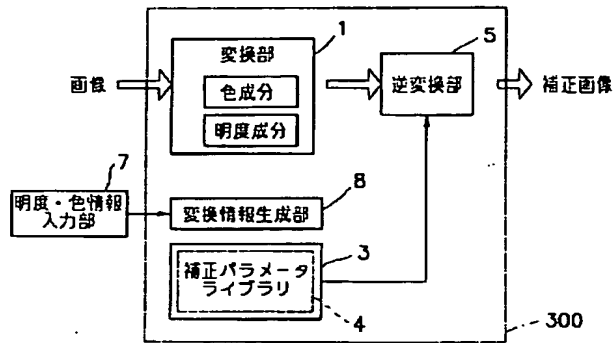 1
5
変換部
画像
色成分
明度成分
逆変換部
補正画像
7
8
明度・色情報
入力部
変換情報生成部
3
補正パラメータ
ライブラリ
4
300